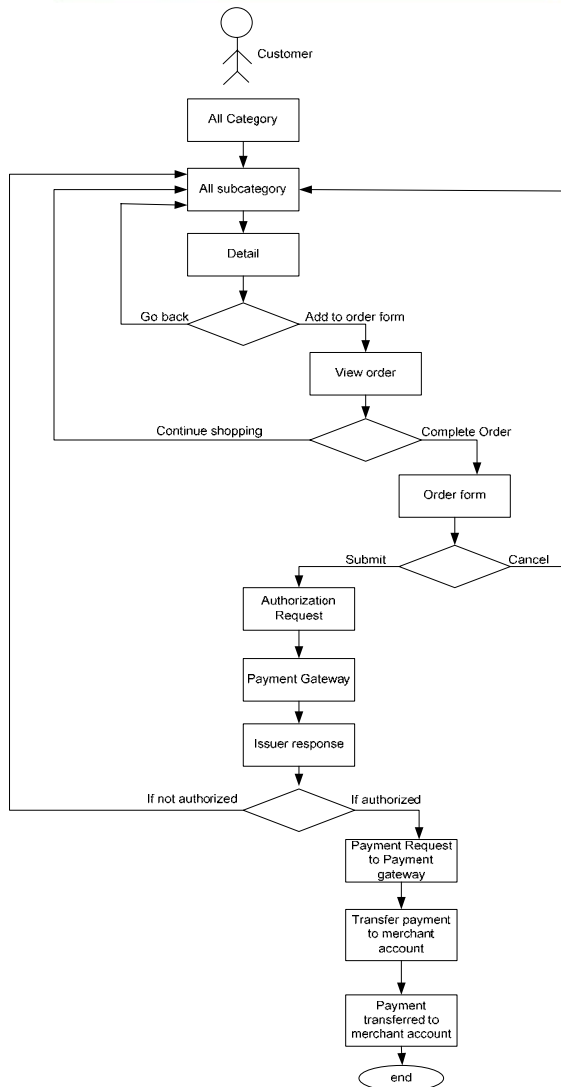 Customer
All Category
All subcategory
Detail
Go back
Add to order form
View order
Continue shopping
Complete Order
Order form
Submit
Cancel
Authorization
Request
Payment Gateway
Issuer response
If not authorized
If authorized
Payment Request
to Payment
gateway
Transfer payment
to merchant
account
Payment
transferred to
merchant account
end